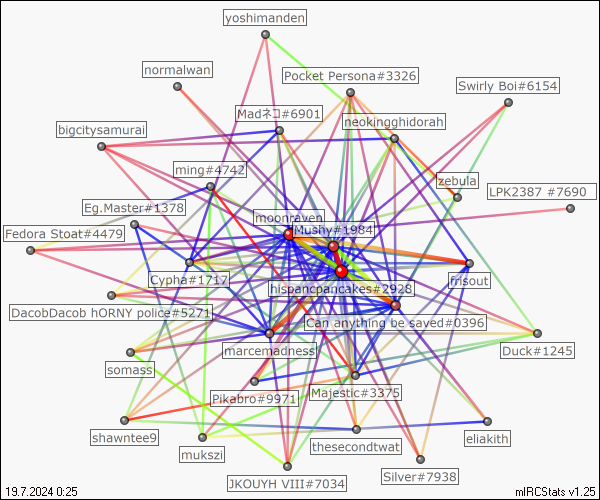 yoshimanden
normalwan
Pocket Persona#3326
Swirly Boi#6154
Madネコ#6901
neokingghidorah
bigcitysamurai
ming#4742
zebula
LPK2387 #7690
Eg.Master#1378
moonraven
Mushy#1984
Fedora Stoat#4479
Cypha#1717
frisout
hispancpancakes#2928
DacobDacob hORNY police#5271
Can anything be saved#0396
marcemadness
Duck#1245
somass
Pikabro#9971
Majestic#3375
shawntee9
thesecondtwat
eliakith
mukszi
JKOUYH VIII#7034
Silver#7938
19.7.2024 0:25
mIRCStats v1.25